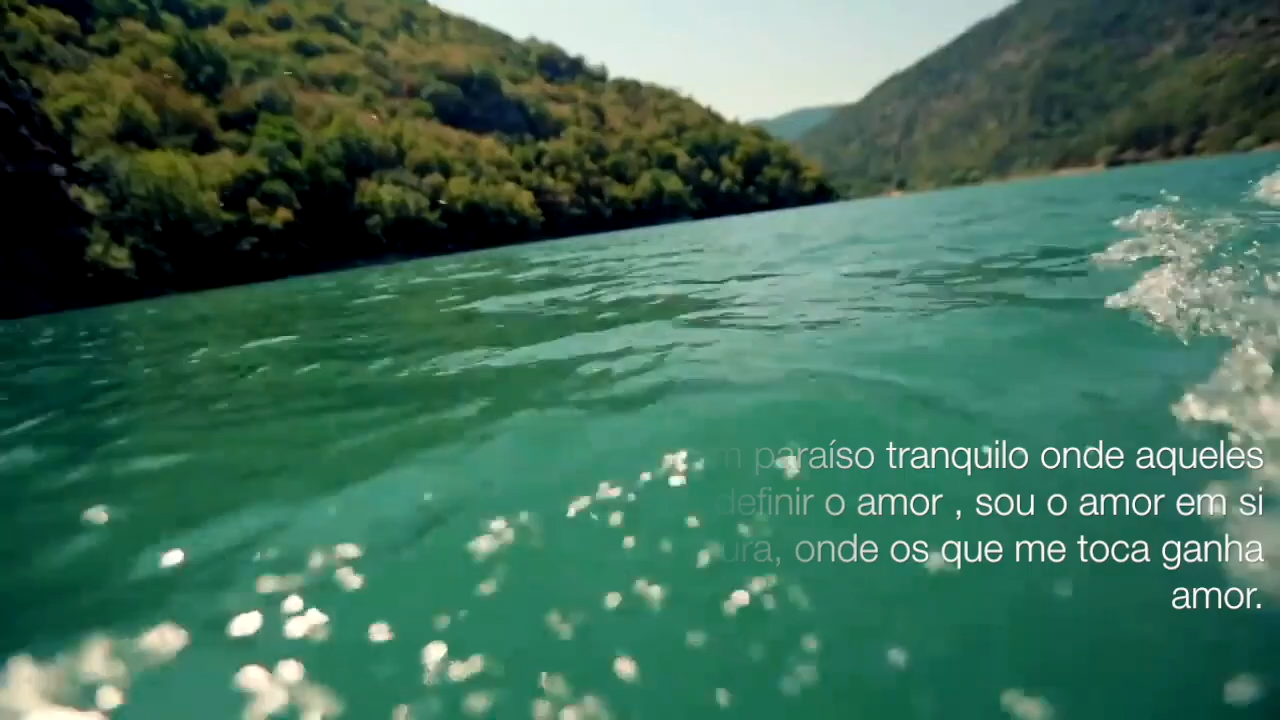 paraíso tranquilo onde aqueles
definir o amor , sou o amor em si
onde os que me toca ganha
amor.